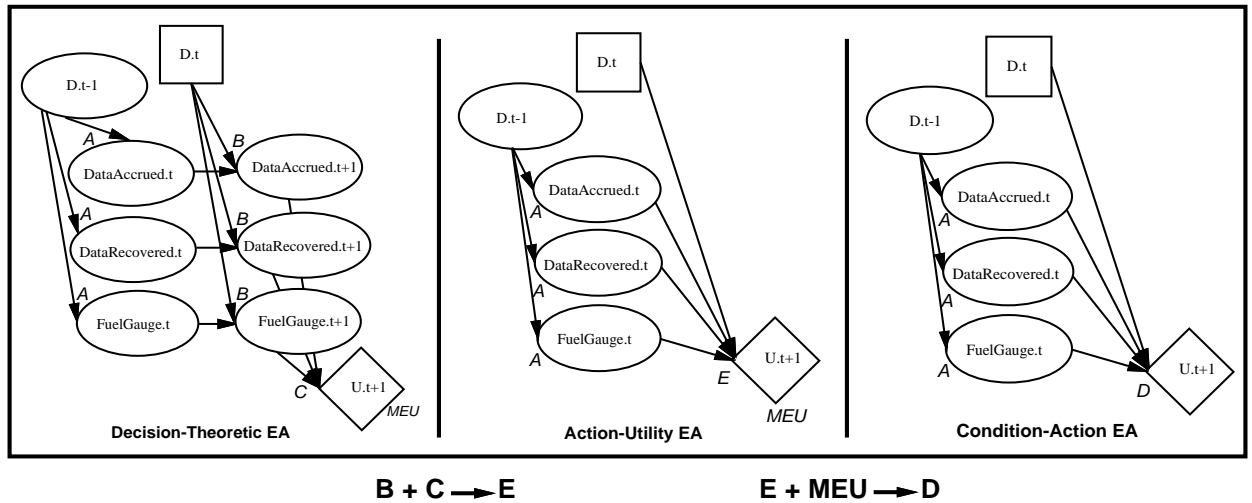 D.t
D.t-1
A
B
DataAccrued.t
DataAccrued.t+1
A
B
DataRecovered.t
DataRecovered.t+1
A
B
FuelGauge.t
FuelGauge.t+1
C
U.t+1
MEU
Decision-Theoretic EA
D.t
D.t-1
DataAccrued.t
A
DataRecovered.t
A
FuelGauge.t
A
E
U.t+1
MEU
Action-Utility EA
D.t
D.t-1
DataAccrued.t
A
DataRecovered.t
A
FuelGauge.t
A
D
U.t+1
Condition-Action EA
B + C → E
E + MEU → D